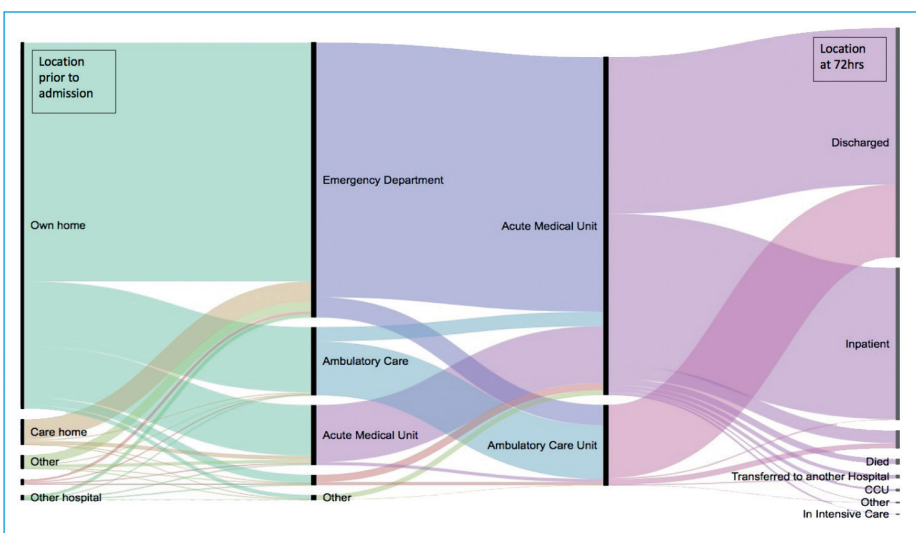 Location
prior to
admission
Own home
Care home
Other
Other hospital
Emergency Department
Ambulatory Care
Acute Medical Unit
Other
Acute Medical Unit
Ambulatory Care Unit
Location
at 72hrs
Discharged
Inpatient
Died
Transferred to another Hospital
CCU
Other
In Intensive Care